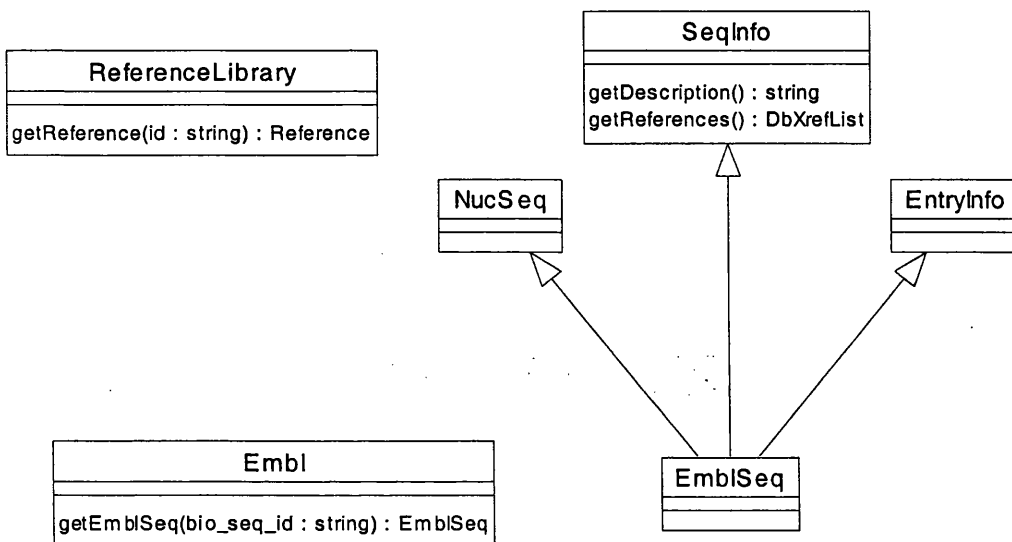 SeqInfo
getDescription() : string
getReferences() : DbXrefList
ReferenceLibrary
getReference(id : string) : Reference
NucSeq
EntryInfo
Embl
getEmblSeq(bio_seq_id : string) : EmblSeq
EmblSeq